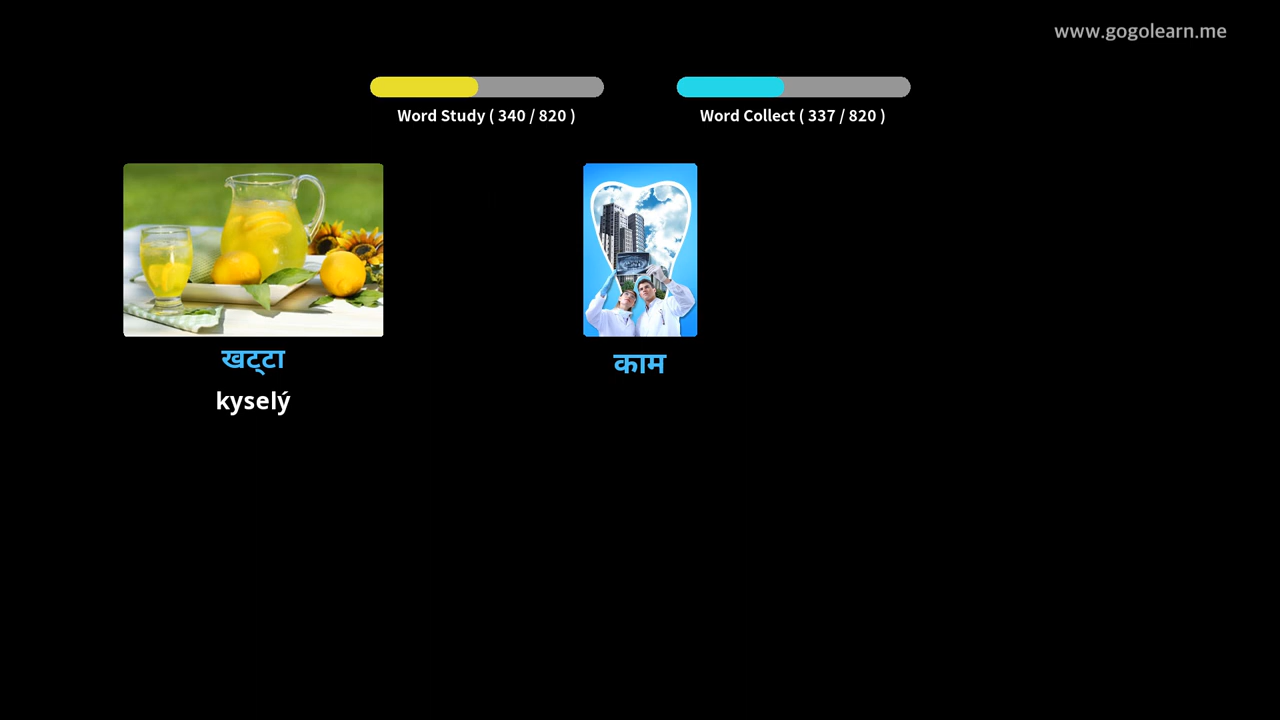 www.gogolearn.me
Word Study ( 340 / 820 )
Word Collect ( 337 / 820 )
खट्टा
kyselý
काम